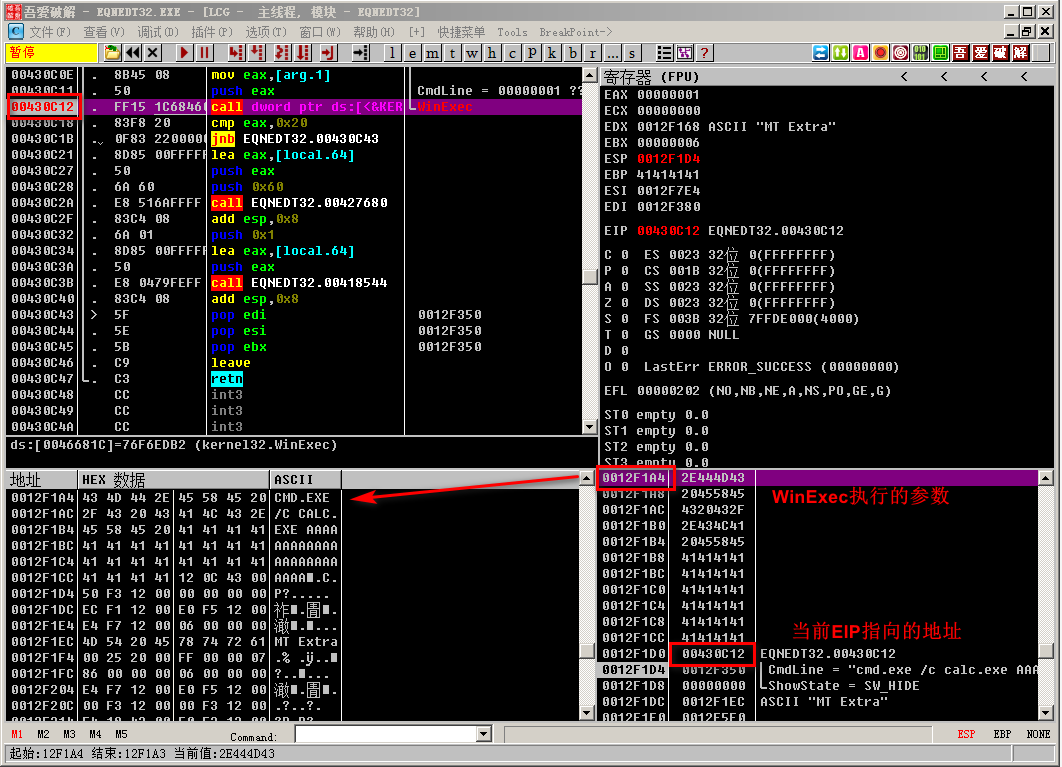 吾爱破解 - EQNEDT32.EXE - [LCG - 主线程, 模块 - EQNEDT32]
文件(F) 查看(V) 调试(D) 插件(P) 选项(T) 窗口(W) 帮助(H) [+] 快捷菜单 Tools BreakPoint->
暂停 l e m t w h c p k b r ... s ? A 吾 爱 破 解
00430C0E . 8B45 08 mov eax,[arg.1]
00430C11 . 50 push eax CmdLine = 00000001 ??
00430C12 . FF15 1C68460 call dword ptr ds:[<&KER WinExec
00430C18 . 83F8 20 cmp eax,0x20
00430C1B . 0F83 2200000 jnb EQNEDT32.00430C43
00430C21 . 8D85 00FFFFF lea eax,[local.64]
00430C27 . 50 push eax
00430C28 . 6A 60 push 0x60
00430C2A . E8 516AFFFF call EQNEDT32.00427680
00430C2F . 83C4 08 add esp,0x8
00430C32 . 6A 01 push 0x1
00430C34 . 8D85 00FFFFF lea eax,[local.64]
00430C3A . 50 push eax
00430C3B . E8 0479FEFF call EQNEDT32.00418544
00430C40 . 83C4 08 add esp,0x8
00430C43 > 5F pop edi 0012F350
00430C44 . 5E pop esi 0012F350
00430C45 . 5B pop ebx 0012F350
00430C46 . C9 leave
00430C47 . C3 retn
00430C48 CC int3
00430C49 CC int3
00430C4A CC int3
ds:[0046681C]=76F6EDB2 (kernel32.WinExec)
寄存器 (FPU) < < < <
EAX 00000001
ECX 00000000
EDX 0012F168 ASCII "MT Extra"
EBX 00000006
ESP 0012F1D4
EBP 41414141
ESI 0012F7E4
EDI 0012F380
EIP 00430C12 EQNEDT32.00430C12
C 0 ES 0023 32位 0(FFFFFFFF)
P 0 CS 001B 32位 0(FFFFFFFF)
A 0 SS 0023 32位 0(FFFFFFFF)
Z 0 DS 0023 32位 0(FFFFFFFF)
S 0 FS 003B 32位 7FFDE000(4000)
T 0 GS 0000 NULL
D 0
O 0 LastErr ERROR_SUCCESS (00000000)
EFL 00000202 (NO,NB,NE,A,NS,PO,GE,G)
ST0 empty 0.0
ST1 empty 0.0
ST2 empty 0.0
ST3 empty 0.0
地址 HEX 数据 ASCII
0012F1A4 43 4D 44 2E 45 58 45 20 CMD.EXE
0012F1AC 2F 43 20 43 41 4C 43 2E /C CALC.
0012F1B4 45 58 45 20 41 41 41 41 EXE AAAA
0012F1BC 41 41 41 41 41 41 41 41 AAAAAAAA
0012F1C4 41 41 41 41 41 41 41 41 AAAAAAAA
0012F1CC 41 41 41 41 12 0C 43 00 AAAA■.C.
0012F1D4 50 F3 12 00 00 00 00 00 P?.....
0012F1DC EC F1 12 00 E0 F5 12 00
0012F1E4 E4 F7 12 00 06 00 00 00
0012F1EC 4D 54 20 45 78 74 72 61 MT Extra
0012F1F4 00 25 20 00 FF 00 00 07
0012F1FC 86 00 00 00 06 00 00 00 ?..■...
0012F204 E4 F7 12 00 E0 F5 12 00
0012F20C 00 F3 12 00 00 F3 12 00 .?..?.
0012F1A4 2E444D43
0012F1A8 20455845
0012F1AC 4320432F
0012F1B0 2E434C41
0012F1B4 20455845
0012F1B8 41414141
0012F1BC 41414141
0012F1C0 41414141
0012F1C4 41414141
0012F1C8 41414141
0012F1CC 41414141
0012F1D0 00430C12 EQNEDT32.00430C12
0012F1D4 0012F350 CmdLine = "cmd.exe /c calc.exe AAA
0012F1D8 00000000 ShowState = SW_HIDE
0012F1DC 0012F1EC ASCII "MT Extra"
0012F1E0 0012F5E0
WinExec执行的参数
当前EIP指向的地址
M1 M2 M3 M4 M5 Command: ESP EBP NONE
起始:12F1A4 结束:12F1A3 当前值:2E444D43